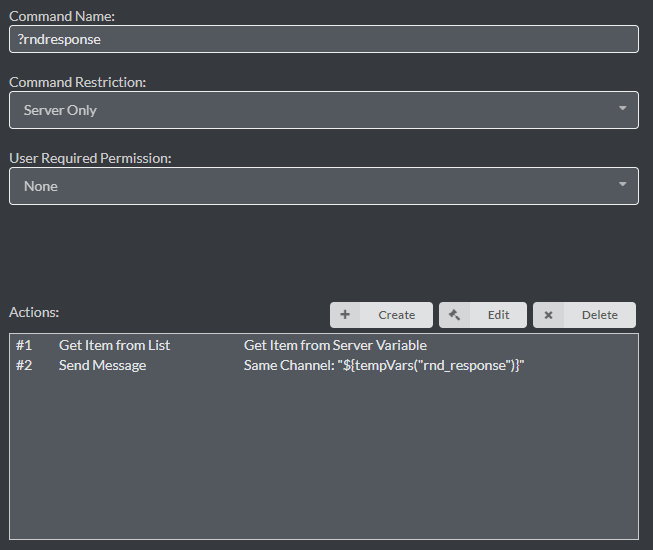 Command Name:
?rndresponse
Command Restriction:
Server Only
User Required Permission:
None
Actions:
+ Create
Edit
× Delete
#1 Get Item from List Get Item from Server Variable
#2 Send Message Same Channel: "${tempVars("rnd_response")}"